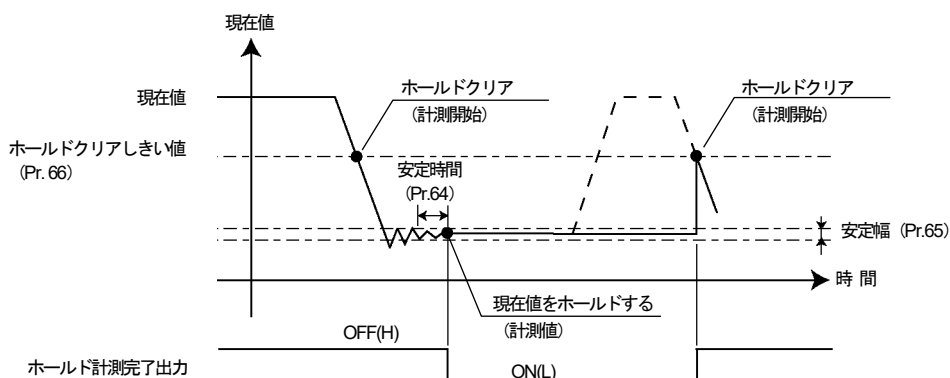 現在値
現在値
ホールドクリア
(計測開始)
ホールドクリア
(計測開始)
ホールドクリアしきい値
(Pr. 66)
安定時間
(Pr.64)
安定幅 (Pr.65)
時 間
現在値をホールドする
(計測値)
OFF(H)
ホールド計測完了出力
ON(L)